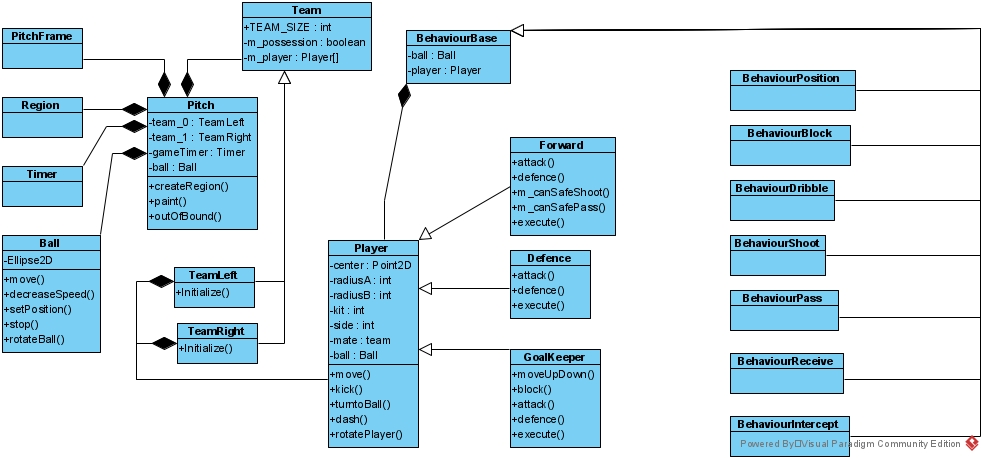 Team
+TEAM_SIZE : int
-m_possession : boolean
-m_player : Player[]
PitchFrame
BehaviourBase
-ball : Ball
-player : Player
Region
Pitch
-team_0 : TeamLeft
-team_1 : TeamRight
-gameTimer : Timer
-ball : Ball
+createRegion()
+paint()
+outOfBound()
Timer
Ball
-Ellipse2D
+move()
+decreaseSpeed()
+setPosition()
+stop()
+rotateBall()
TeamLeft
+Initialize()
TeamRight
+Initialize()
Player
-center : Point2D
-radiusA : int
-radiusB : int
-kit : int
-side : int
-mate : team
-ball : Ball
+move()
+kick()
+turntoBall()
+dash()
+rotatePlayer()
Forward
+attack()
+defence()
+m_canSafeShoot()
+m_canSafePass()
+execute()
Defence
+attack()
+defence()
+execute()
GoalKeeper
+moveUpDown()
+block()
+attack()
+defence()
+execute()
BehaviourPosition
BehaviourBlock
BehaviourDribble
BehaviourShoot
BehaviourPass
BehaviourReceive
BehaviourIntercept
Powered By Visual Paradigm Community Edition